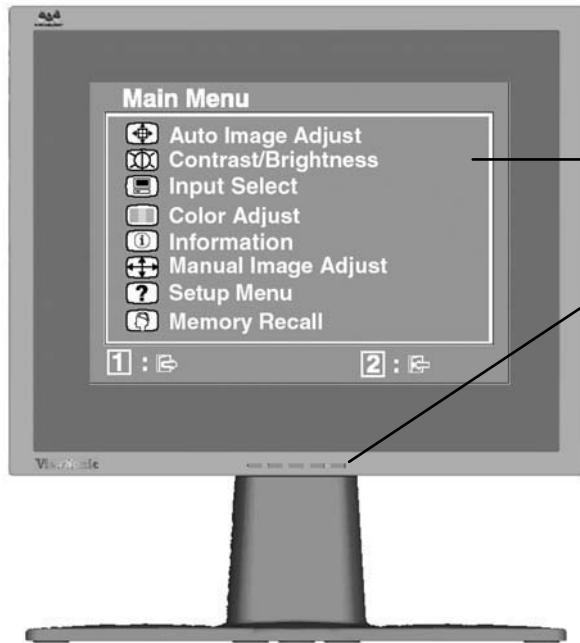 Main Menu
Auto Image Adjust
Contrast/Brightness
Input Select
Color Adjust
Information
Manual Image Adjust
Setup Menu
Memory Recall
1 :
2 :
ViewSonic